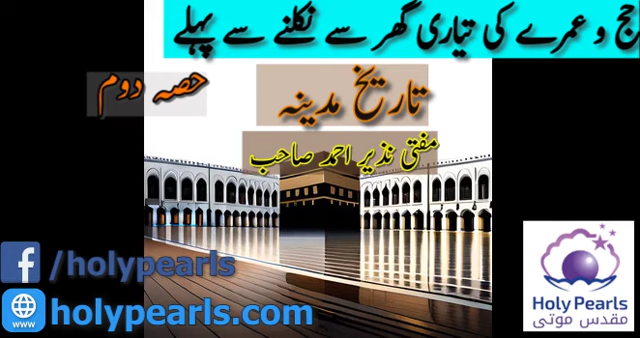 حج و عمرے کی تیاری گھر سے نکلنے سے پہلے
حصہ دوم
تاریخ مدینہ
مفتی نذیر احمد صاحب
/holypearls
holypearls.com
Holy Pearls
مقدس موتی
WWW